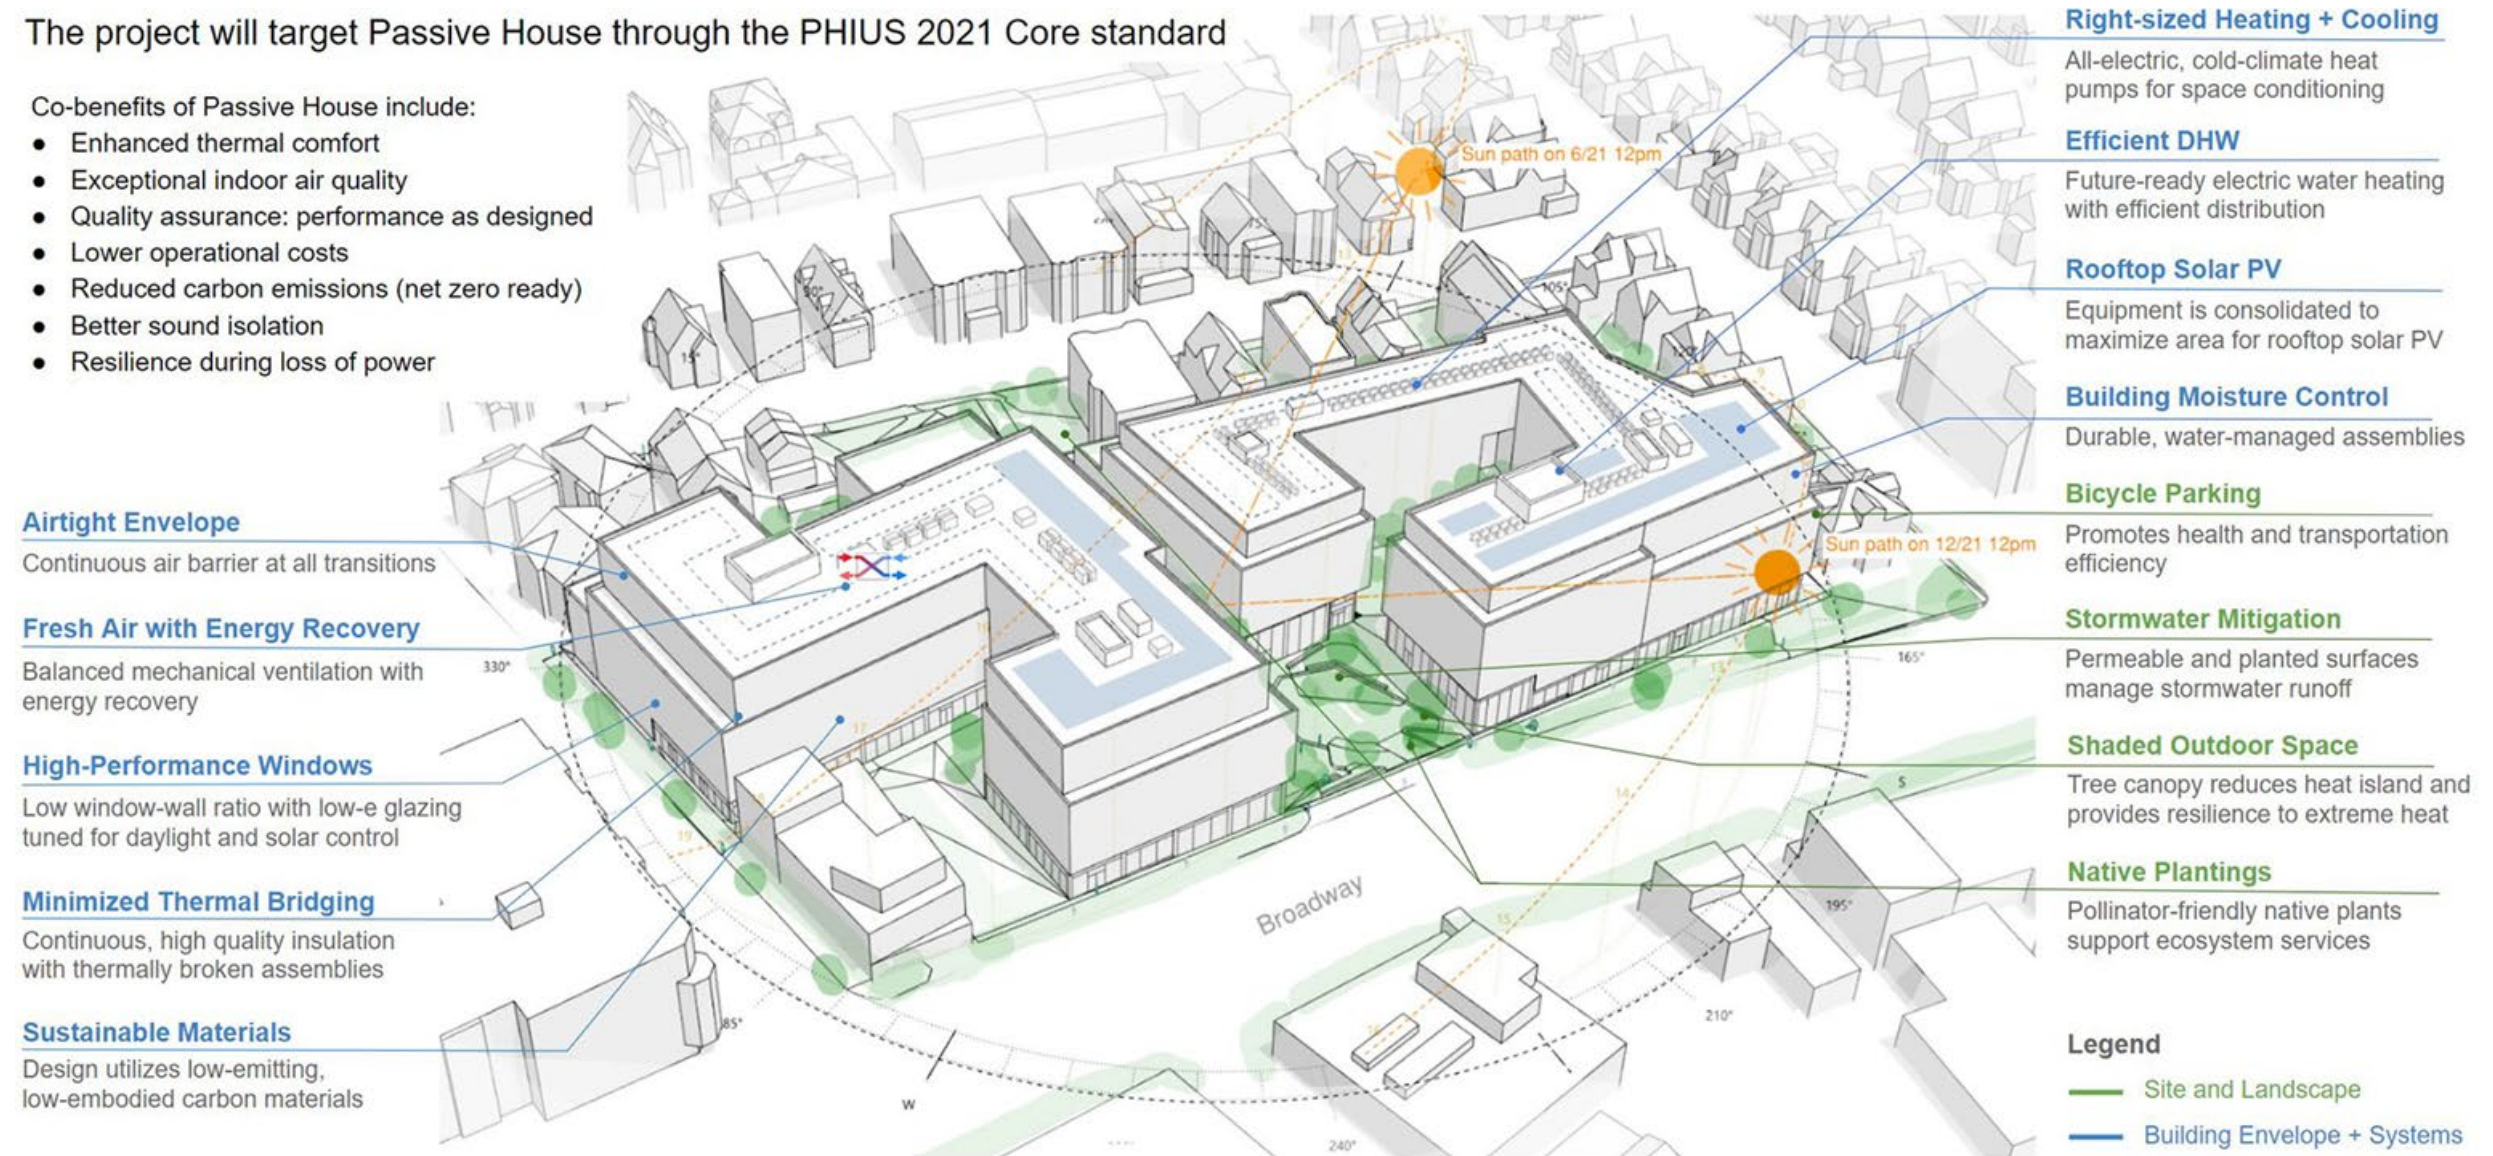 The project will target Passive House through the PHIUS 2021 Core standard
Co-benefits of Passive House include:
● Enhanced thermal comfort
● Exceptional indoor air quality
● Quality assurance: performance as designed
● Lower operational costs
● Reduced carbon emissions (net zero ready)
● Better sound isolation
● Resilience during loss of power
Airtight Envelope
Continuous air barrier at all transitions
Fresh Air with Energy Recovery
Balanced mechanical ventilation with
energy recovery
High-Performance Windows
Low window-wall ratio with low-e glazing
tuned for daylight and solar control
Minimized Thermal Bridging
Continuous, high quality insulation
with thermally broken assemblies
Sustainable Materials
Design utilizes low-emitting,
low-embodied carbon materials
Sun path on 6/21 12pm
Sun path on 12/21 12pm
Broadway
15°
75°
105°
165°
S
195°
210°
240°
W
330°
13
17
19
14
15
Right-sized Heating + Cooling
All-electric, cold-climate heat
pumps for space conditioning
Efficient DHW
Future-ready electric water heating
with efficient distribution
Rooftop Solar PV
Equipment is consolidated to
maximize area for rooftop solar PV
Building Moisture Control
Durable, water-managed assemblies
Bicycle Parking
Promotes health and transportation
efficiency
Stormwater Mitigation
Permeable and planted surfaces
manage stormwater runoff
Shaded Outdoor Space
Tree canopy reduces heat island and
provides resilience to extreme heat
Native Plantings
Pollinator-friendly native plants
support ecosystem services
Legend
Site and Landscape
Building Envelope + Systems